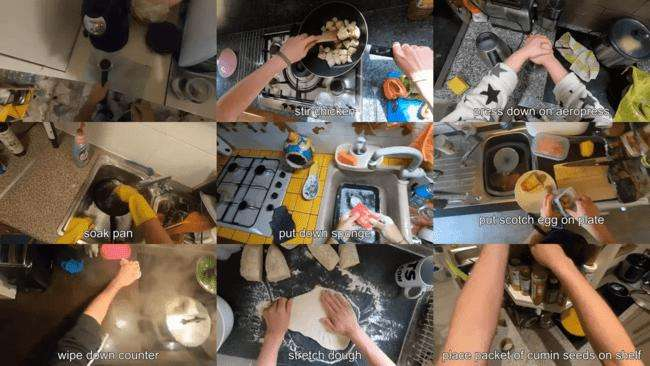 stir chicken
press down on aeropress
soak pan
put down sponge
put scotch egg on plate
wipe down counter
stretch dough
place packet of cumin seeds on shelf